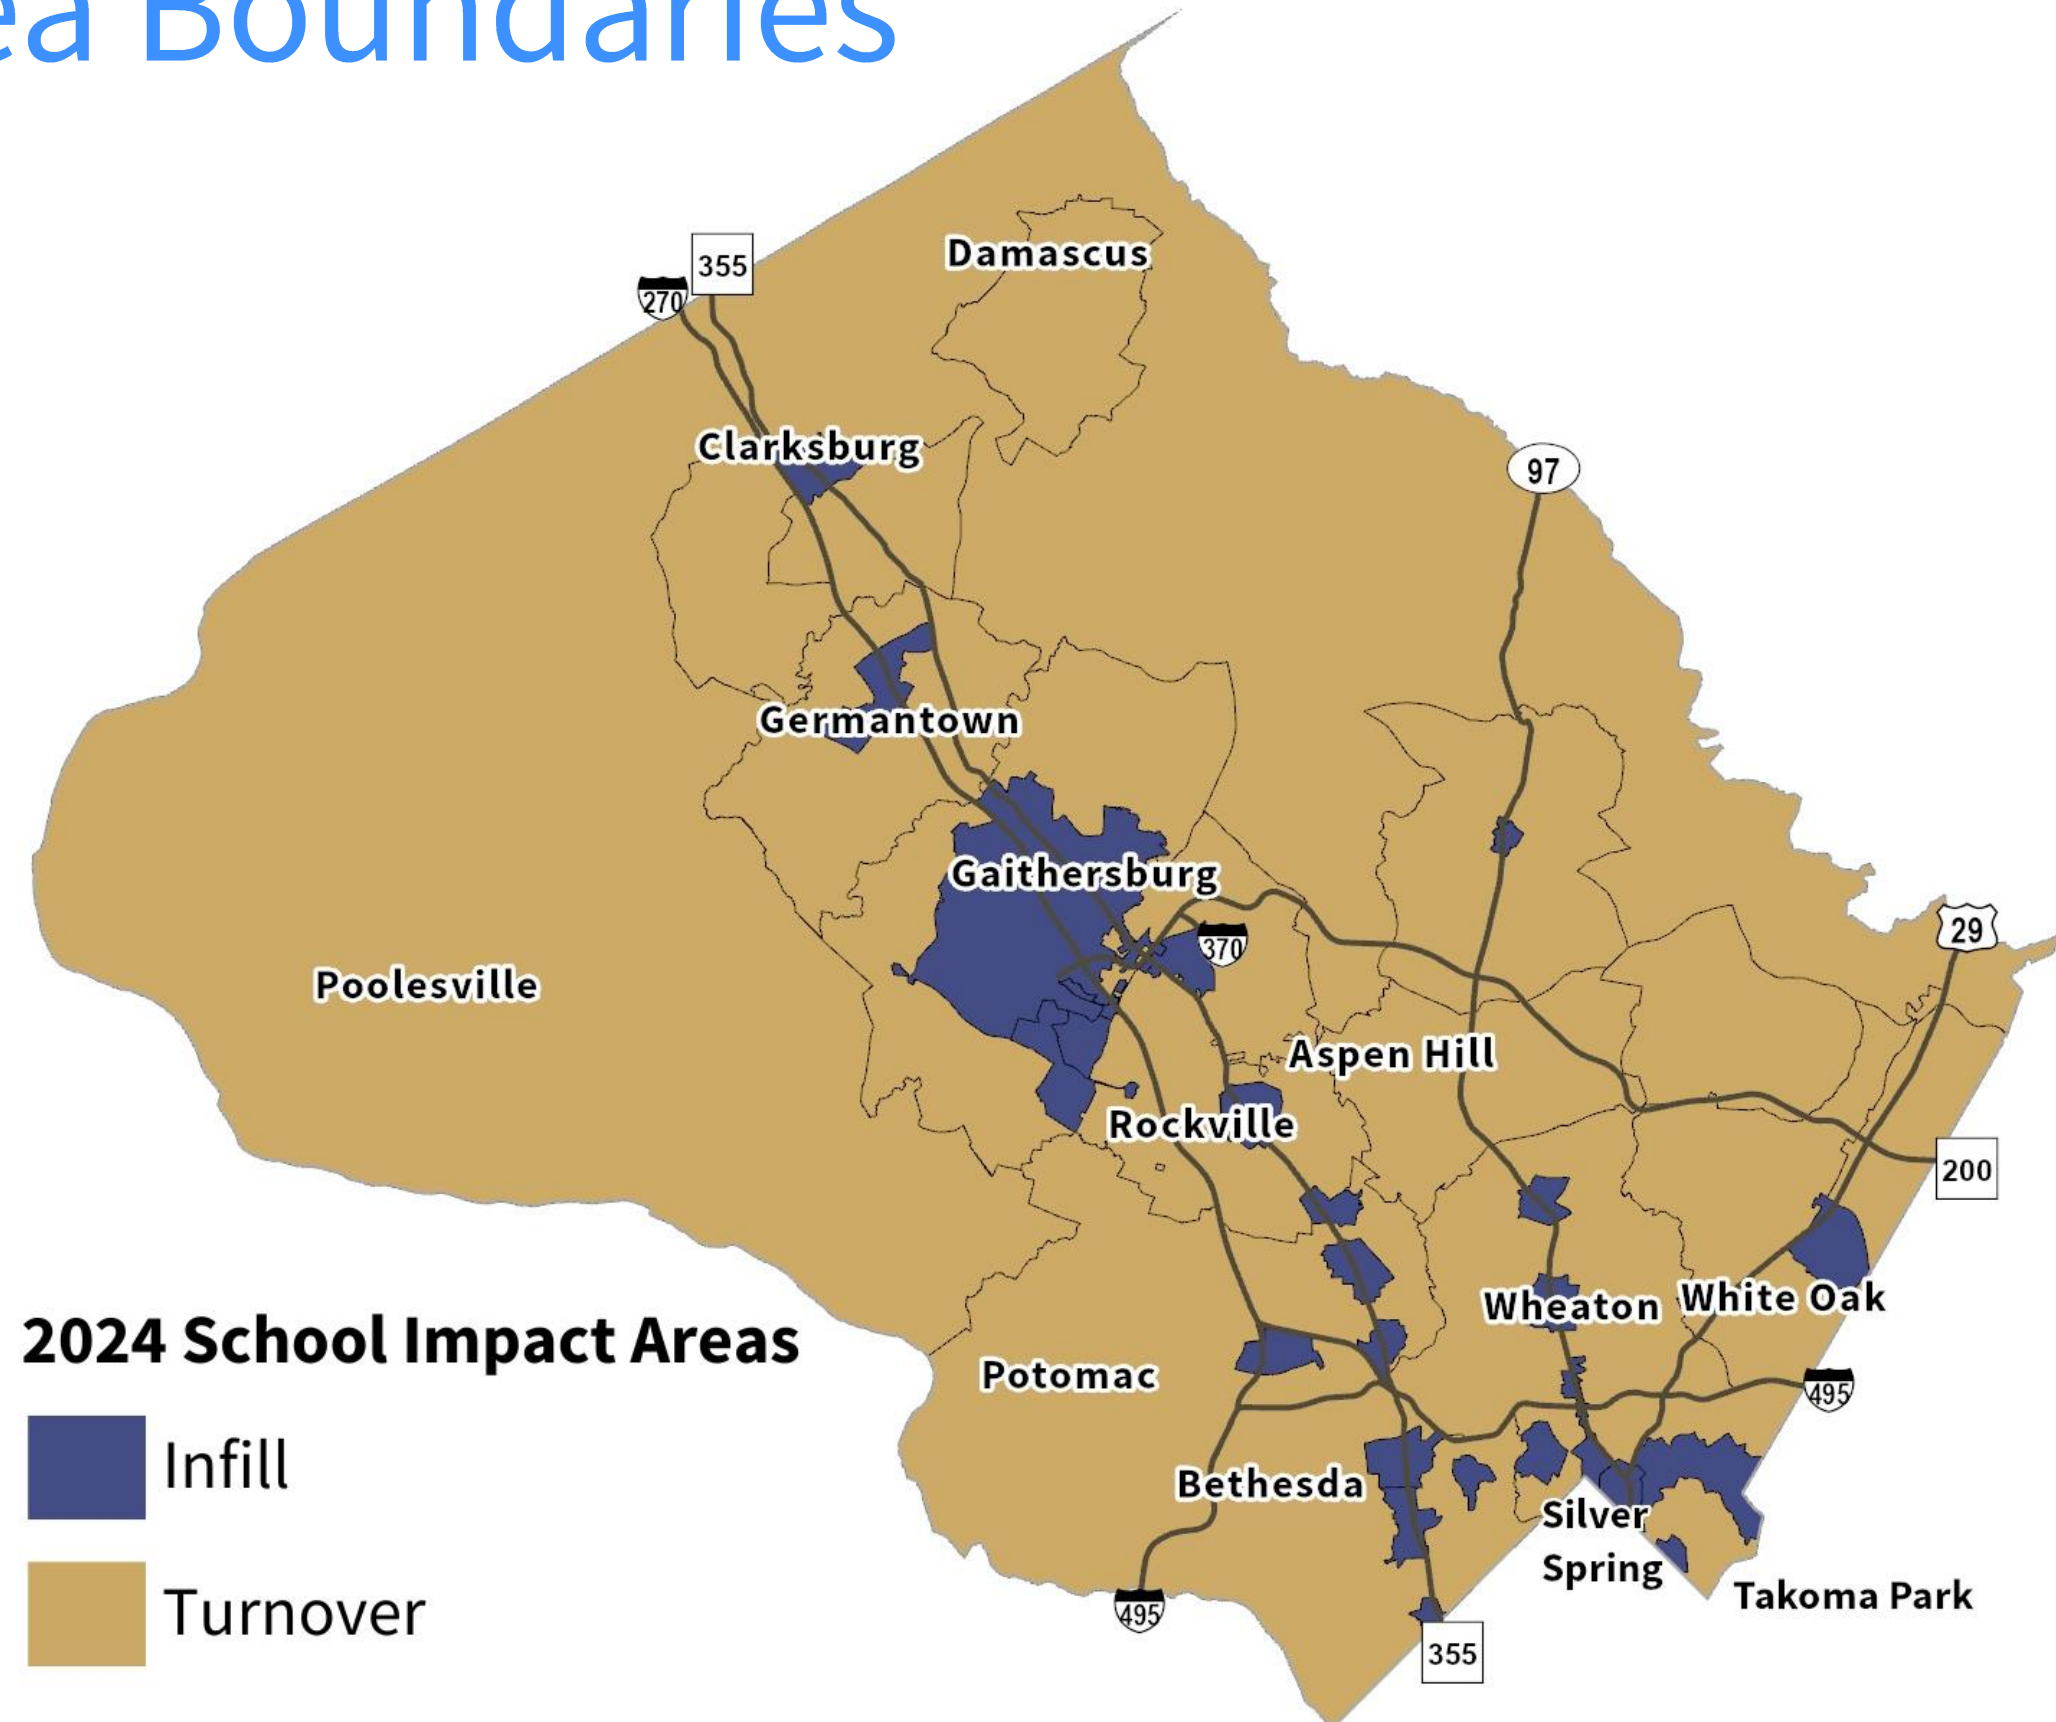 ea Boundaries
355
270
Damascus
Clarksburg
97
Germantown
Gaithersburg
29
370
Poolesville
Aspen Hill
Rockville
200
Wheaton
White Oak
2024 School Impact Areas
Potomac
495
Infill
Bethesda
Silver
Spring
Takoma Park
Turnover
495
355